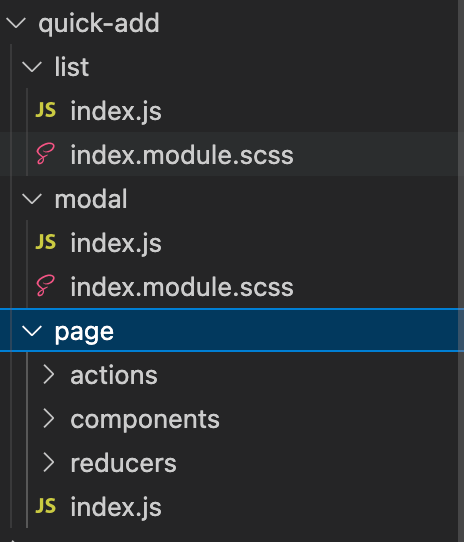 quick-add
list
JS index.js
index.module.scss
modal
JS index.js
index.module.scss
page
actions
components
reducers
JS index.js